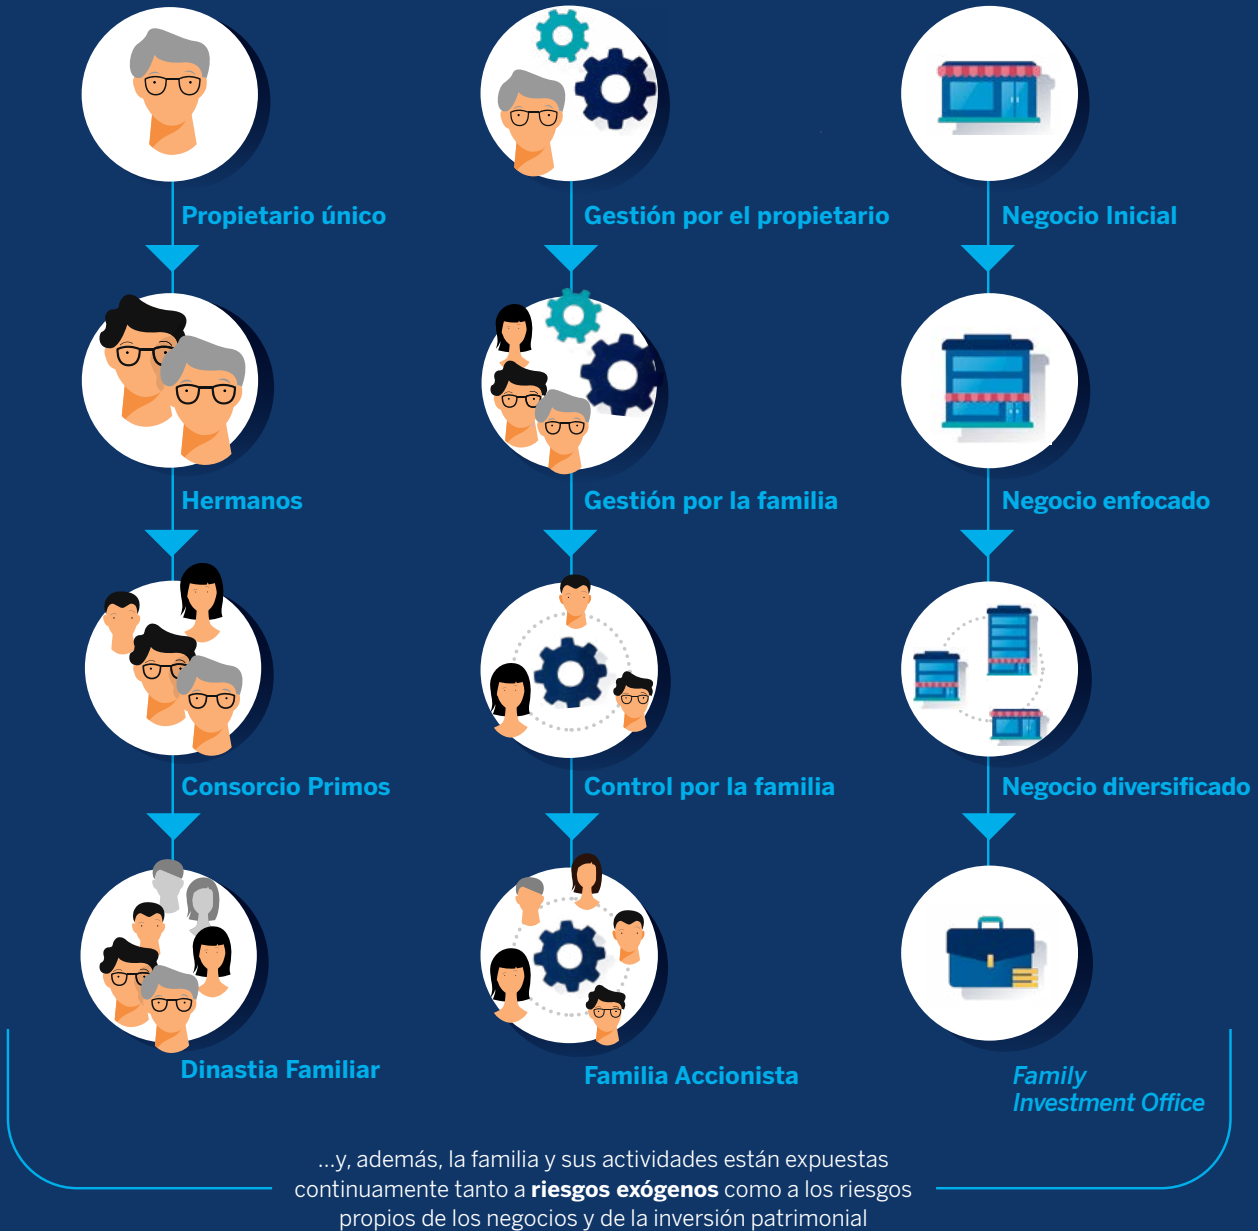 Propietario único
Gestión por el propietario
Negocio Inicial
Hermanos
Gestión por la familia
Negocio enfocado
Consorcio Primos
Control por la familia
Negocio diversificado
Dinastia Familiar
Familia Accionista
Family
Investment Office
...y, además, la familia y sus actividades están expuestas
continuamente tanto a riesgos exógenos como a los riesgos
propios de los negocios y de la inversión patrimonial